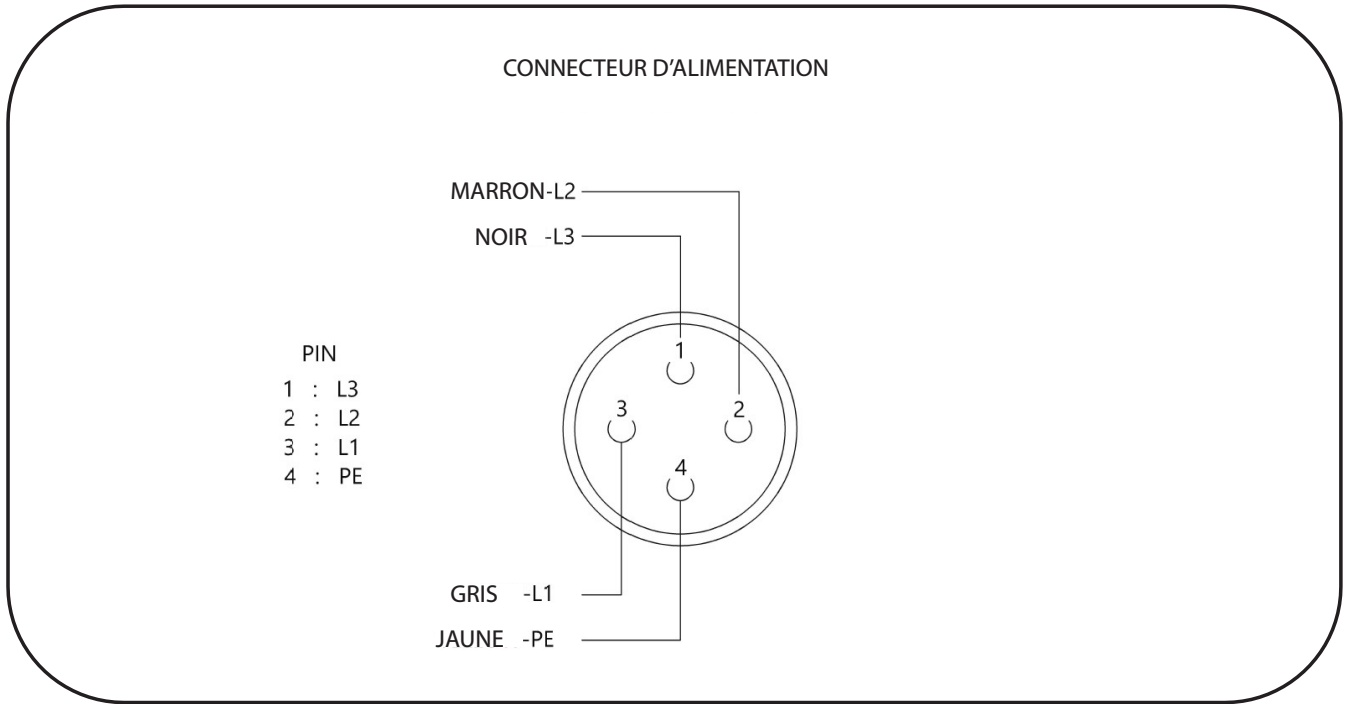 CONNECTEUR D'ALIMENTATION
MARRON-L2
NOIR -L3
PIN
1 : L3
2 : L2
3 : L1
4 : PE
1
3
2
4
GRIS -L1
JAUNE -PE